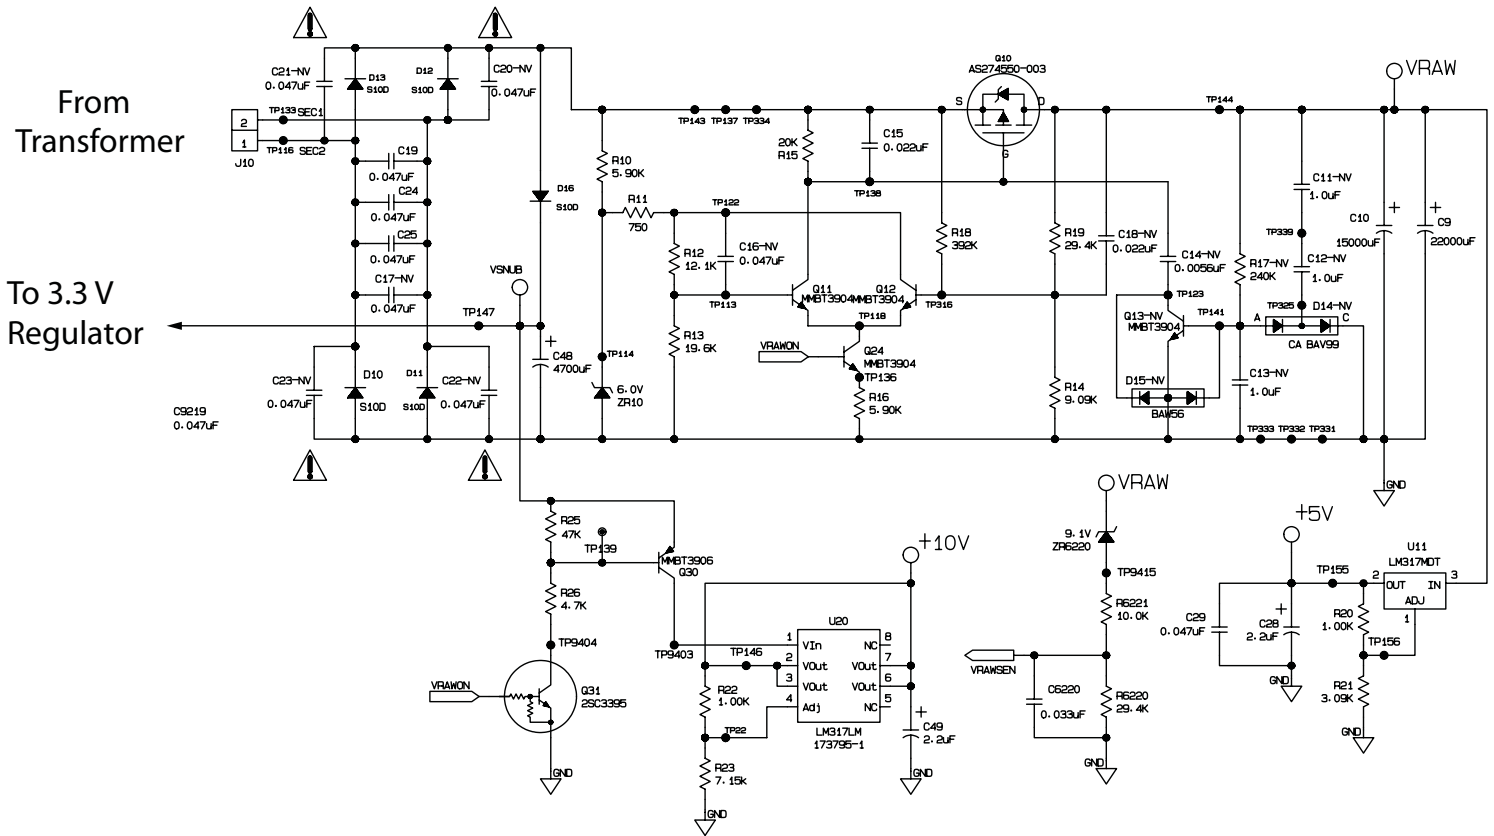 From
Transformer
To 3.3 V
Regulator
C21-NV
0.047uF
D13
S10D
D12
S10D
C20-NV
0.047uF
2
1
J10
TP133 SEC1
TP116 SEC2
C19
0.047uF
C24
0.047uF
C25
0.047uF
C17-NV
0.047uF
D16
S10D
VSNUB
TP147
C48
4700uF
+
C23-NV
0.047uF
D10
S10D
D11
S10D
C22-NV
0.047uF
C9219
0.047uF
R10
5.90K
R11
750
TP114
6.0V
ZR10
TP143 TP137 TP334
TP122
R12
12.1K
C16-NV
0.047uF
TP113
R13
19.6K
20K
R15
C15
0.022uF
TP138
Q11
MMBT3904
Q12
MMBT3904
TP118
TP316
VRAWON
Q24
MMBT3904
TP136
R16
5.90K
R18
392K
Q10
AS274550-003
S
D
G
R19
29.4K
C18-NV
0.022uF
R14
9.09K
C14-NV
0.0056uF
TP123
Q13-NV
MMBT3904
TP141
D15-NV
BAW56
TP144
R17-NV
240K
C13-NV
1.0uF
C11-NV
1.0uF
TP339
C12-NV
1.0uF
TP325
D14-NV
A
C
CA BAV99
TP333 TP332 TP331
VRAW
C10
15000uF
+
C9
22000uF
+
GND
R25
47K
TP139
MMBT3906
Q30
R26
4.7K
TP9404
TP9403
VRAWON
Q31
2SC3395
GND
+10V
U20
1
2
3
4
VIn
VOut
VOut
Adj
NC
VOut
VOut
NC
8
7
6
5
LM317LM
173795-1
TP146
R22
1.00K
TP22
R23
7.15k
GND
+
C49
2.2uF
GND
VRAW
9.1V
ZR6220
TP9415
R6221
10.0K
VRAWSEN
C6220
0.033uF
R6220
29.4K
GND
+5V
C29
0.047uF
C28
2.2uF
+
GND
TP155
U11
LM317MDT
2
OUT
IN
3
ADJ
1
R20
1.00K
TP156
R21
3.09K
GND